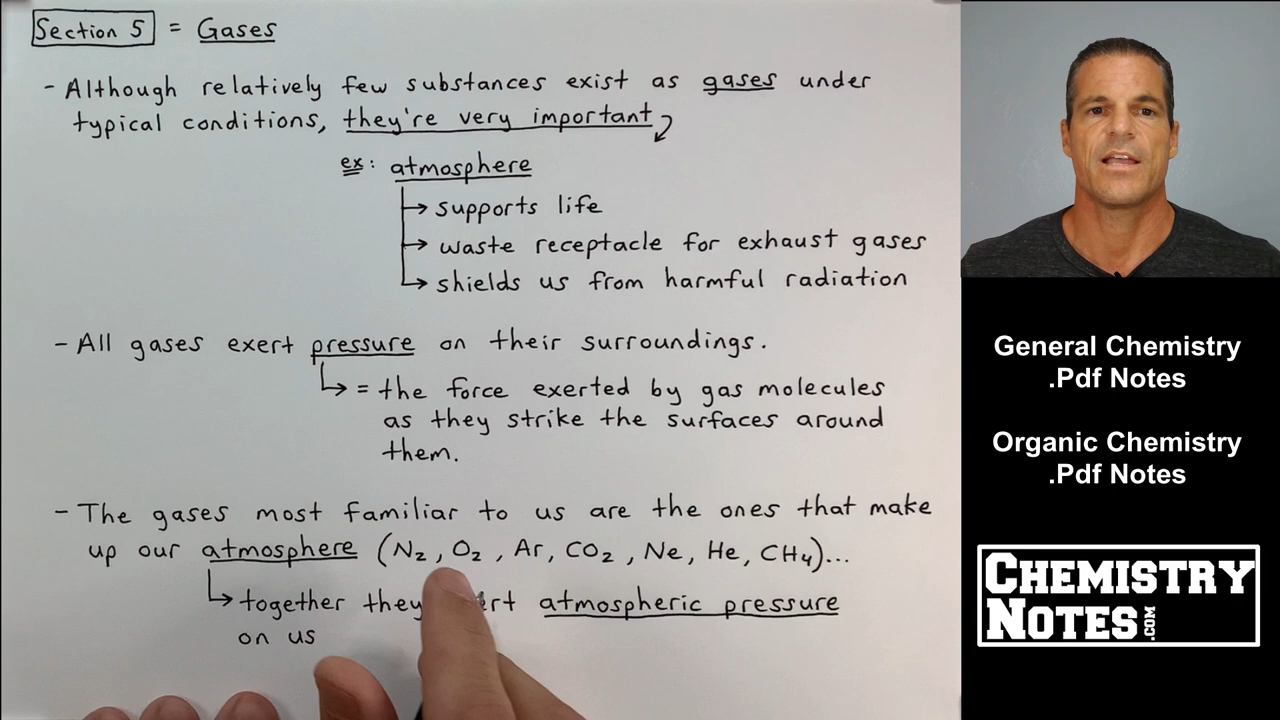 Section 5 = Gases
- Although relatively few substances exist as gases under
typical conditions, they're very important
ex: atmosphere
→ supports life
→ waste receptacle for exhaust gases
→ shields us from harmful radiation
- All gases exert pressure on their surroundings.
→ = the force exerted by gas molecules
as they strike the surfaces around
them.
- The gases most familiar to us are the ones that make
up our atmosphere (N₂, O₂, Ar, CO₂, Ne, He, CH₄)...
→ together they atmospheric pressure
on us
General Chemistry
.Pdf Notes
Organic Chemistry
.Pdf Notes
CHEMISTRY
NOTES.COM